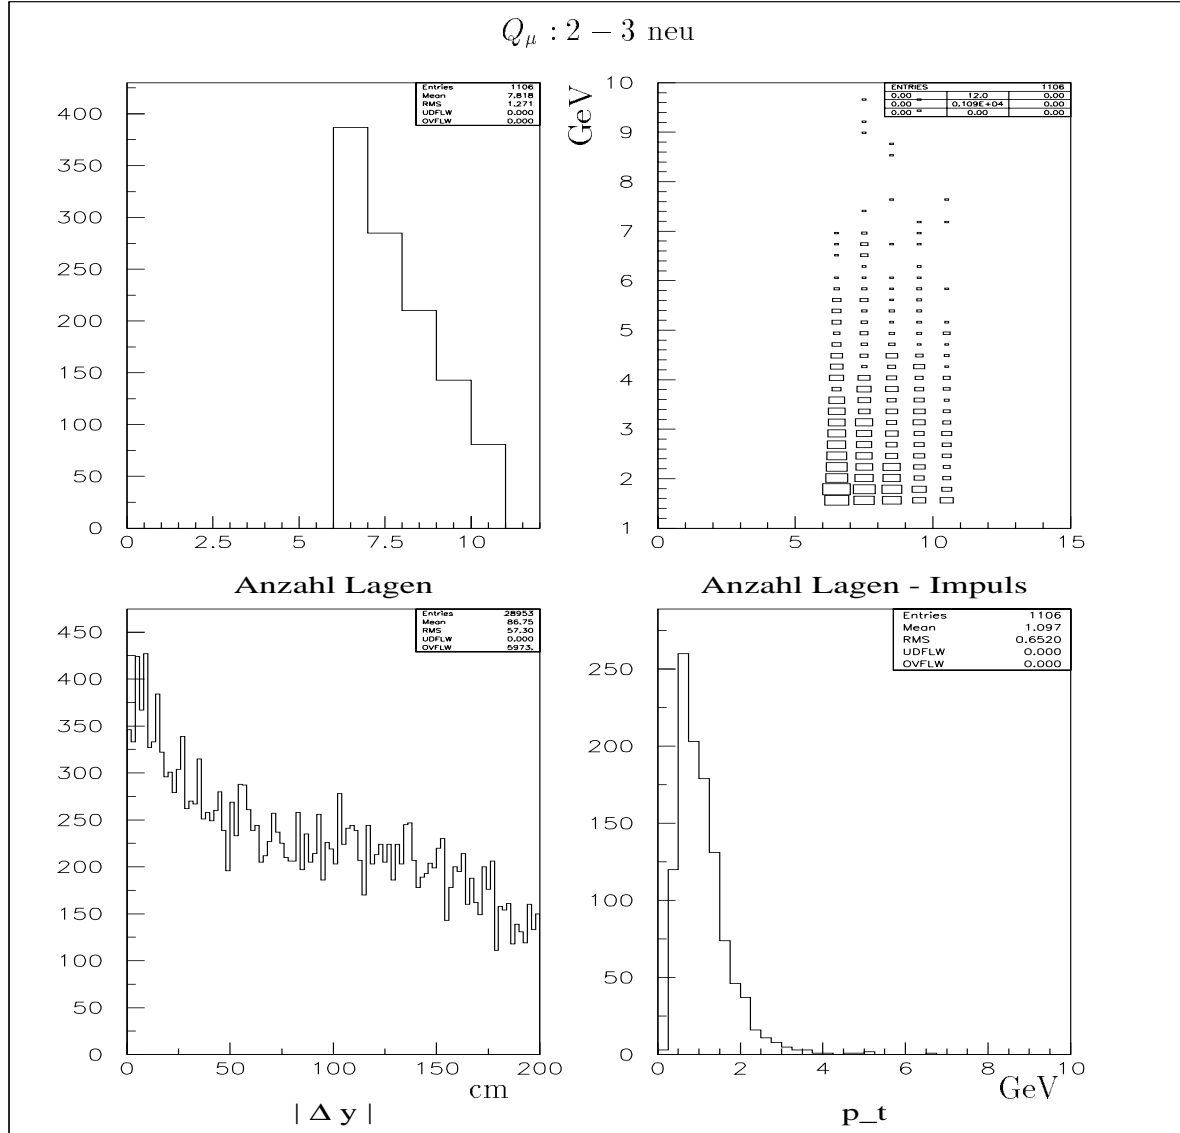 Q_μ : 2 − 3 neu
Entries 1106
Mean 7.818
RMS 1.271
UDFLW 0.000
OVFLW 0.000
400
350
300
250
200
150
100
50
0
0 2.5 5 7.5 10
Anzahl Lagen
GeV
ENTRIES 1106
0.00 12.0 0.00
0.00 0.109E+04 0.00
0.00 0.00 0.00
10
9
8
7
6
5
4
3
2
1
0 5 10 15
Anzahl Lagen - Impuls
Entries 28953
Mean 86.75
RMS 57.30
UDFLW 0.000
OVFLW
450
400
350
300
250
200
150
100
50
0
0 50 100 150 200
cm
| Δ y |
Entries 1106
Mean 1.097
RMS 0.6520
UDFLW 0.000
OVFLW 0.000
250
200
150
100
50
0
0 2 4 6 8 10
GeV
p_t